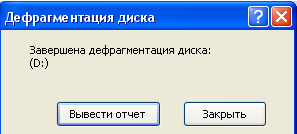 Дефрагментация диска
Завершена дефрагментация диска:
(D:)
Вывести отчет
Закрыть